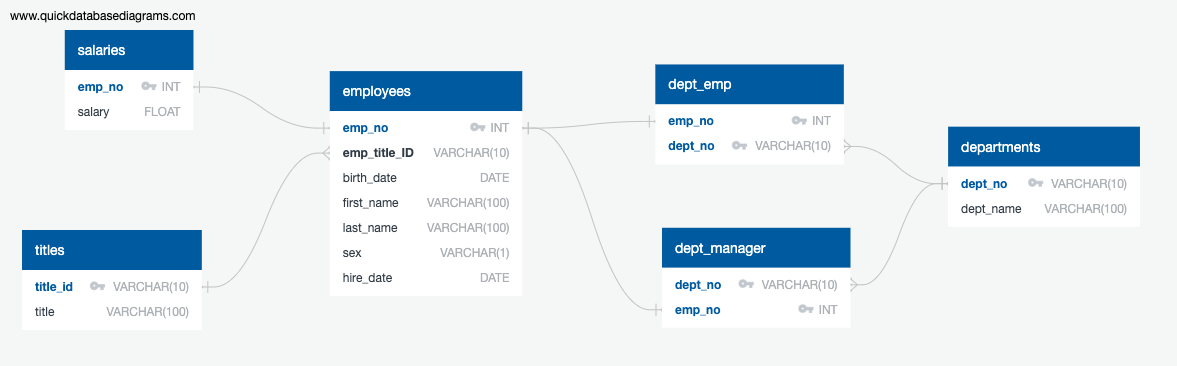 www.quickdatabasediagrams.com
salaries
emp_no INT
salary FLOAT
employees
emp_no INT
emp_title_ID VARCHAR(10)
birth_date DATE
first_name VARCHAR(100)
last_name VARCHAR(100)
sex VARCHAR(1)
hire_date DATE
titles
title_id VARCHAR(10)
title VARCHAR(100)
dept_emp
emp_no INT
dept_no VARCHAR(10)
dept_manager
dept_no VARCHAR(10)
emp_no INT
departments
dept_no VARCHAR(10)
dept_name VARCHAR(100)